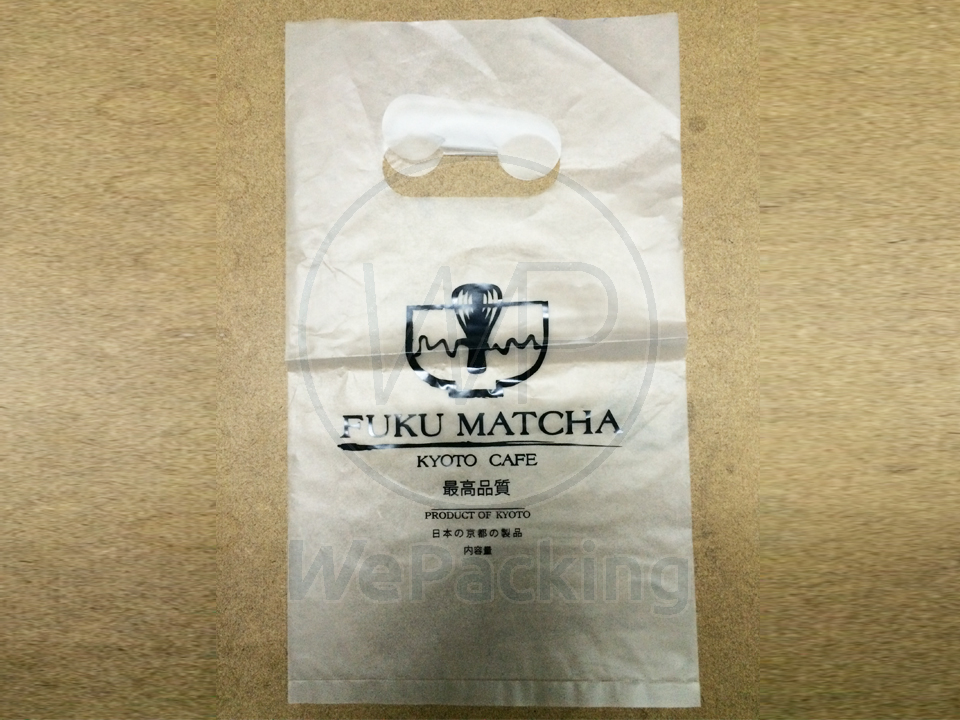 WP
FUKU MATCHA
KYOTO CAFE
最高品質
PRODUCT OF KYOTO
日本の京都の製品
内容量
WePacking